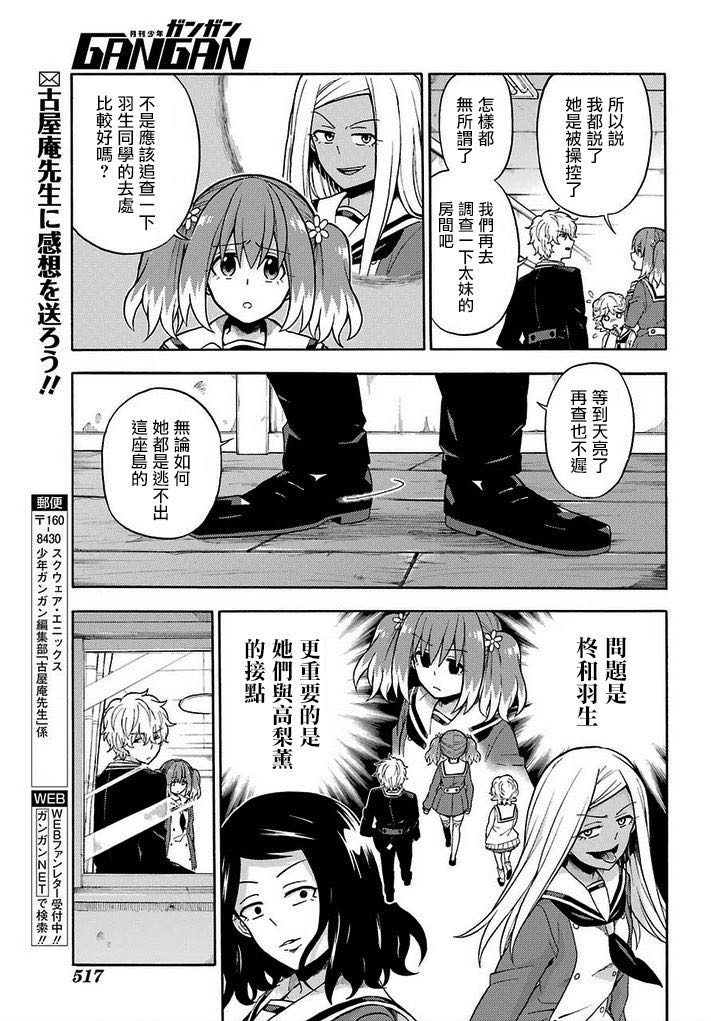 月刊少年
ガンガン
GANGAN
所以說
我都說了
她是被操控了
怎樣都
無所謂了
我們再去
調查一下太妹的
房間吧
不是應該追查一下
羽生同學的去處
比較好嗎?
等到天亮了
再查也不遲
無論如何
她都是逃不出
這座島的
問題是
柊和羽生
更重要的是
她們與高梨薫
的接點
古屋庵先生に感想を送ろう!!
郵便
〒160-8430 スクウェア・エニックス
少年ガンガン編集部「古屋庵先生」係
WEB
WEBファンレター受付中!!
ガンガンNETで検索!!
517